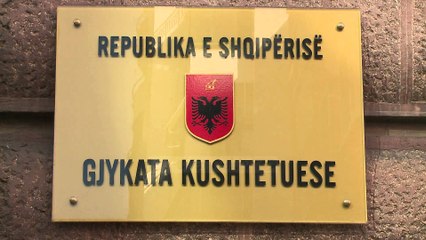 REPUBLIKA E SHQIPËRISË
GJYKATA KUSHTETUESE